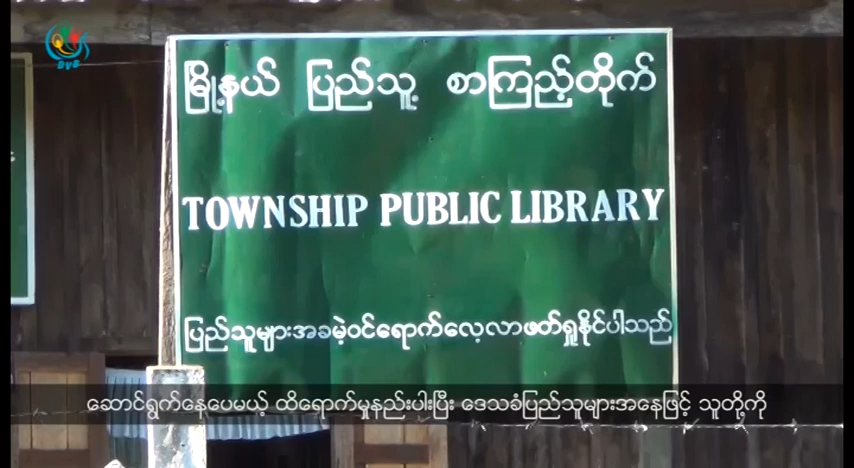 DVB
မြို့နယ် ပြည်သူ့ စာကြည့်တိုက်
TOWNSHIP PUBLIC LIBRARY
ပြည်သူများအခမဲ့ဝင်ရောက်လေ့လာဖတ်ရှုနိုင်ပါသည်
ဆောင်ရွက်နေပေမယ့် ထိရောက်မှုနည်းပါးပြီး ဒေသခံပြည်သူများအနေဖြင့် သူတို့ကို